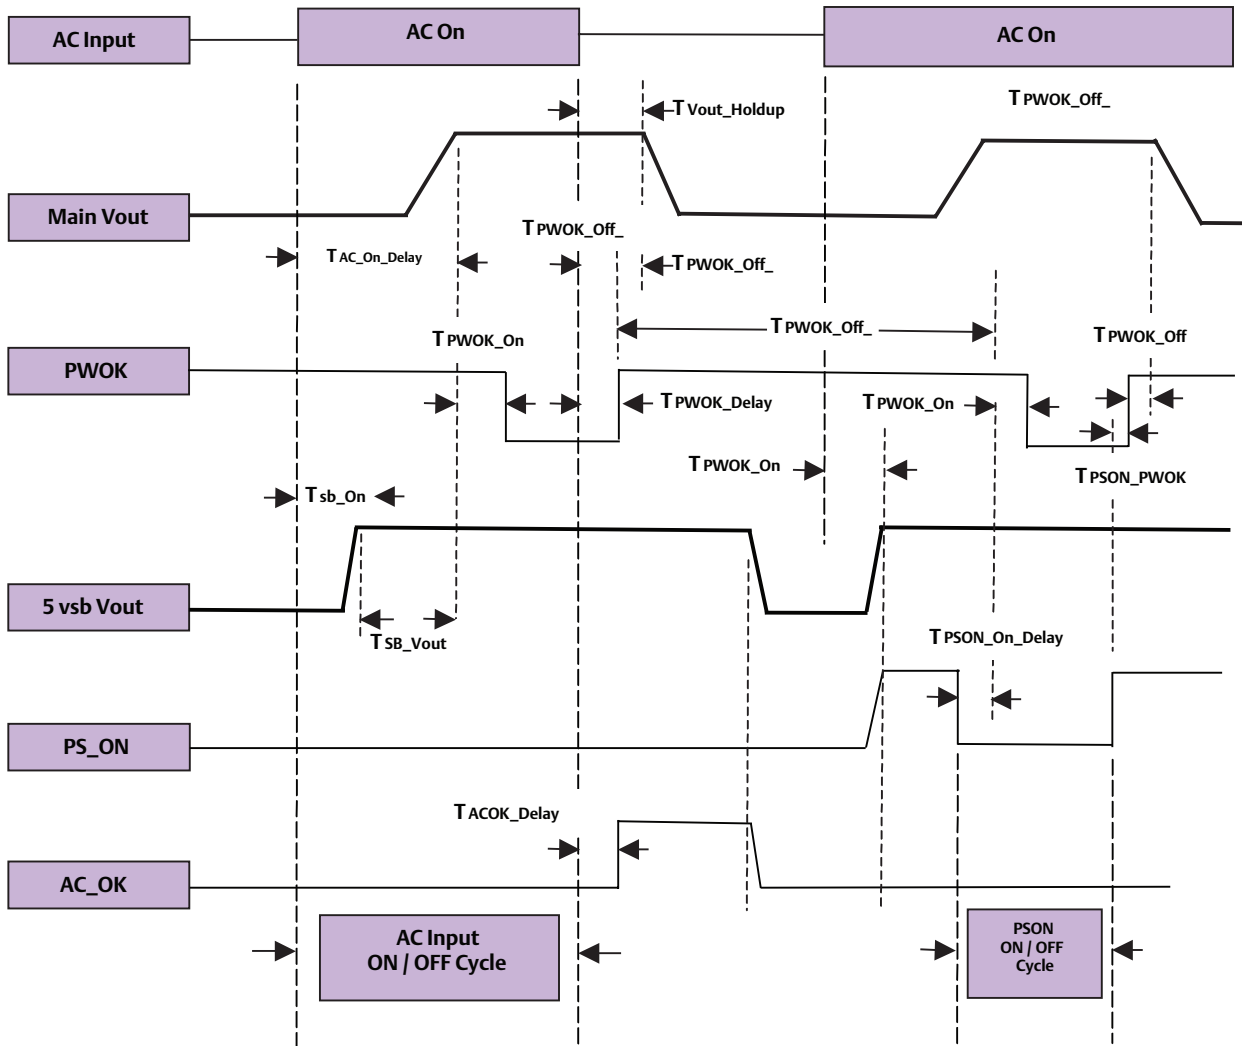 AC Input
AC On
AC On
T Vout_Holdup
T PWOK_Off_
Main Vout
T PWOK_Off_
T AC_On_Delay
T PWOK_Off_
T PWOK_On
T PWOK_Off_
T PWOK_Off
PWOK
T PWOK_Delay
T PWOK_On
T PWOK_On
T PSON_PWOK
T sb_On
5 vsb Vout
T SB_Vout
T PSON_On_Delay
PS_ON
T ACOK_Delay
AC_OK
AC Input
ON / OFF Cycle
PSON
ON / OFF
Cycle